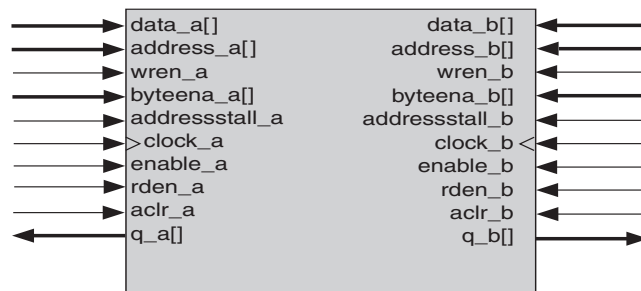 data_a[] data_b[]
address_a[] address_b[]
wren_a wren_b
byteena_a[] byteena_b[]
addressstall_a addressstall_b
clock_a clock_b
enable_a enable_b
rden_a rden_b
aclr_a aclr_b
q_a[] q_b[]